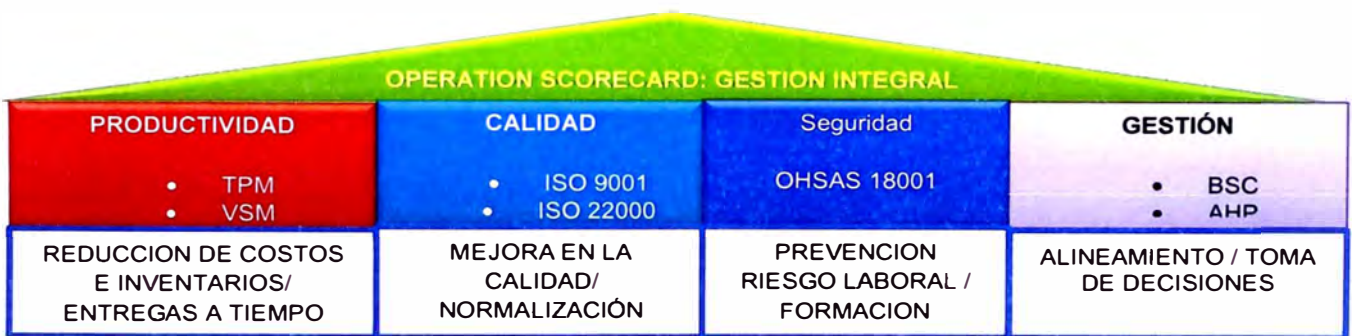 OPERATION SCORECARD: GESTION INTEGRAL
PRODUCTIVIDAD
• TPM
• VSM
CALIDAD
• ISO 9001
• ISO 22000
Seguridad
OHSAS 18001
GESTIÓN
• BSC
• AHP
REDUCCION DE COSTOS
E INVENTARIOS/
ENTREGAS A TIEMPO
MEJORA EN LA
CALIDAD/
NORMALIZACIÓN
PREVENCION
RIESGO LABORAL /
FORMACION
ALINEAMIENTO / TOMA
DE DECISIONES